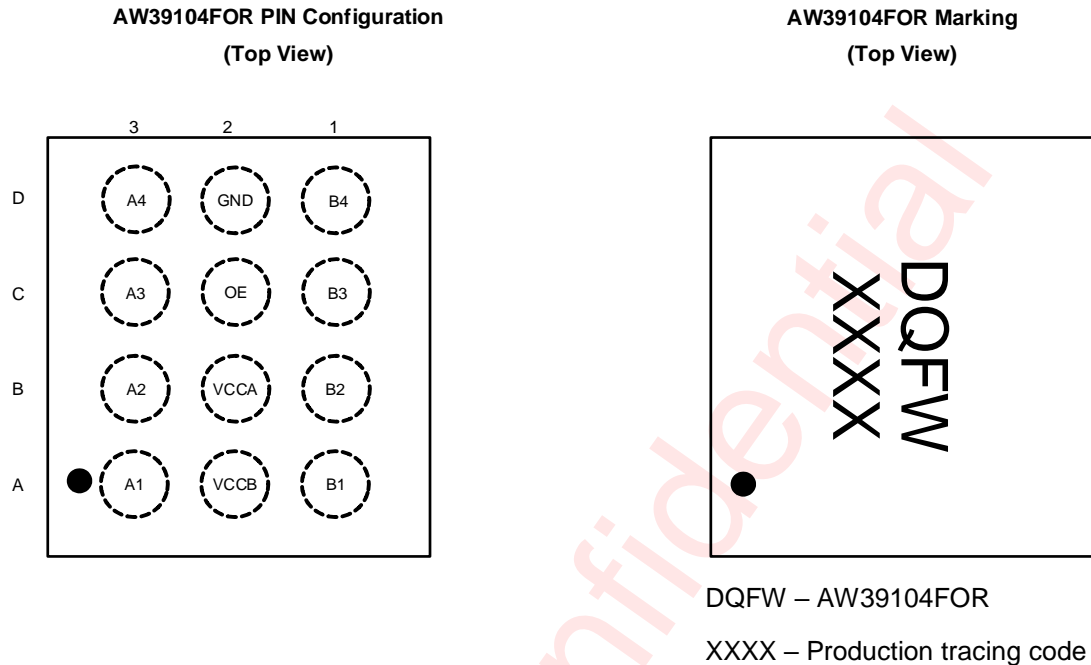 AW39104FOR PIN Configuration
(Top View)
AW39104FOR Marking
(Top View)
3 2 1
D A4 GND B4
C A3 OE B3
B A2 VCCA B2
A A1 VCCB B1
DQFW
XXXX
DQFW – AW39104FOR
XXXX – Production tracing code
nfidential